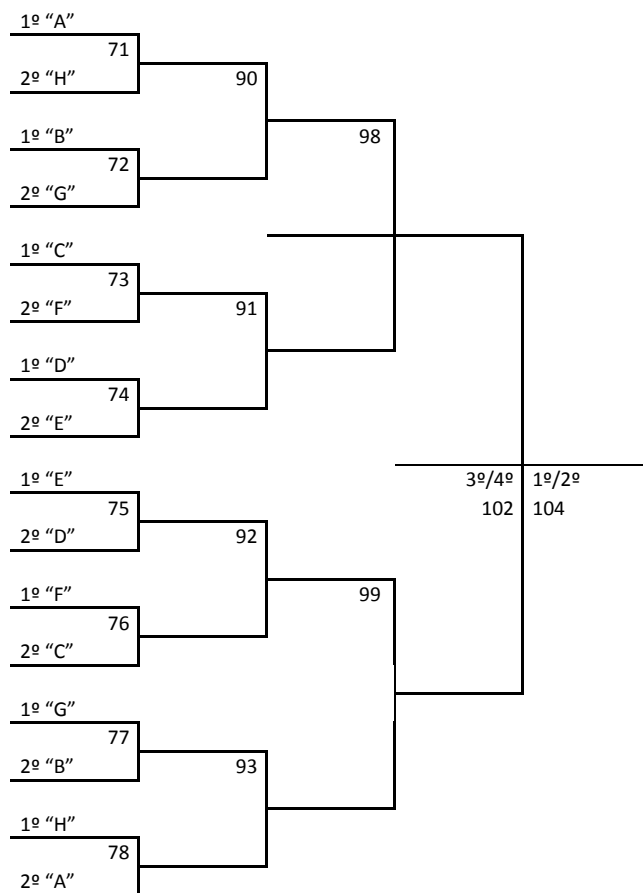 1º “A”
71
2º “H”
90
1º “B”
98
72
2º “G”
1º “C”
73
2º “F”
91
1º “D”
74
2º “E”
1º “E”
3º/4º 1º/2º
75
102 104
2º “D”
92
1º “F”
99
76
2º “C”
1º “G”
77
2º “B”
93
1º “H”
78
2º “A”